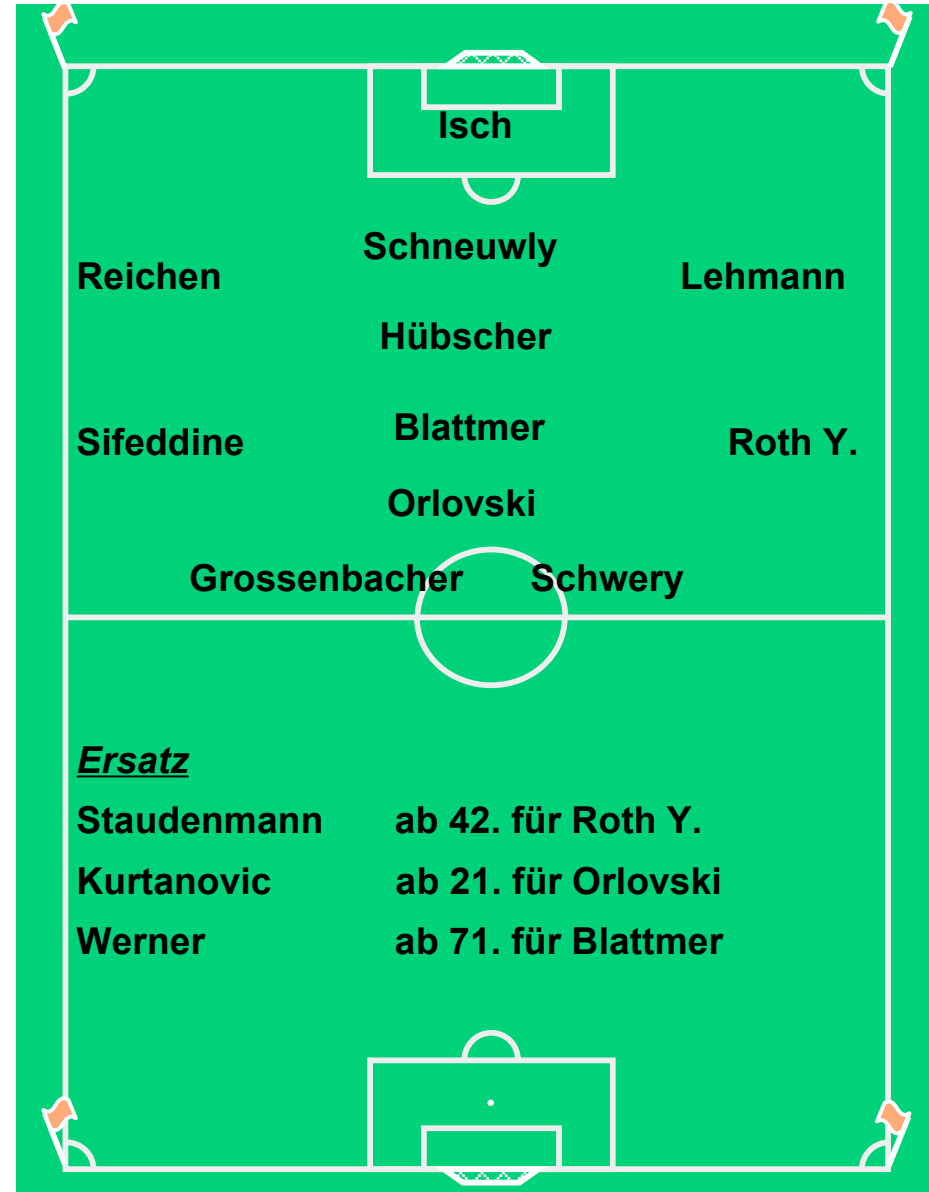 Isch
Schneuwly
Reichen Lehmann
Hübscher
Blattmer
Sifeddine Roth Y.
Orlovski
Grossenbacher Schwery
Ersatz
Staudenmann ab 42. für Roth Y.
Kurtanovic ab 21. für Orlovski
Werner ab 71. für Blattmer